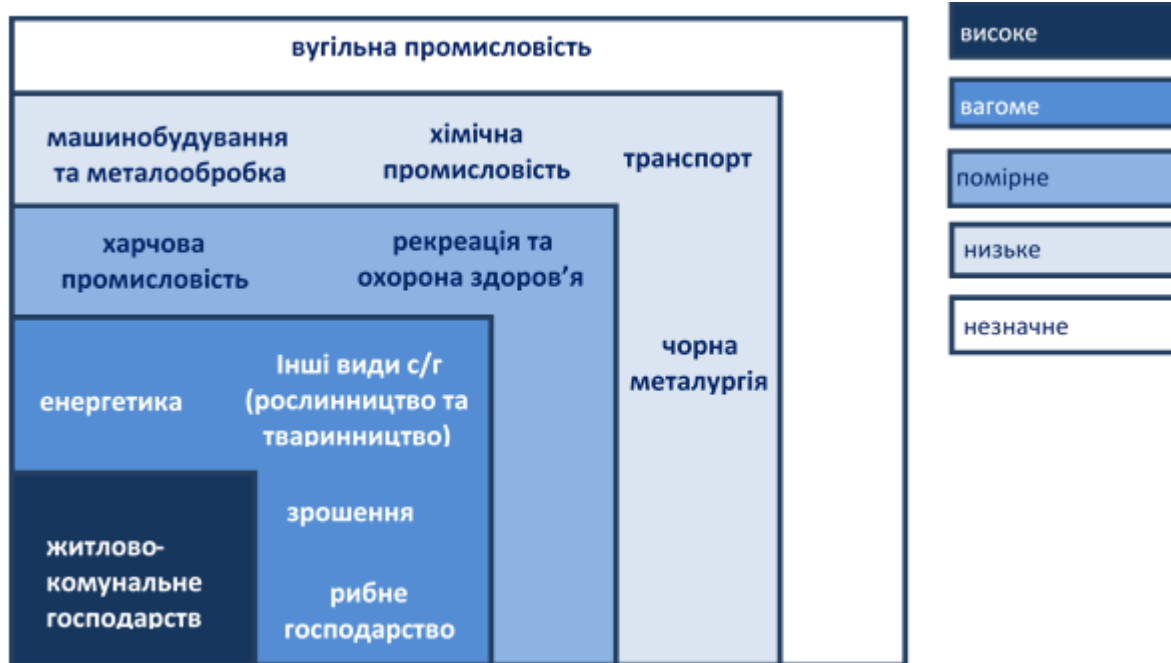 вугільна промисловість
машинобудування
та металообробка
хімічна
промисловість
транспорт
харчова
промисловість
рекреація та
охорона здоров’я
чорна
металургія
енергетика
Інші види с/г
(рослинництво та
тваринництво)
зрошення
житлово-
комунальне
господарств
рибне
господарство
високе
вагоме
помірне
низьке
незначне